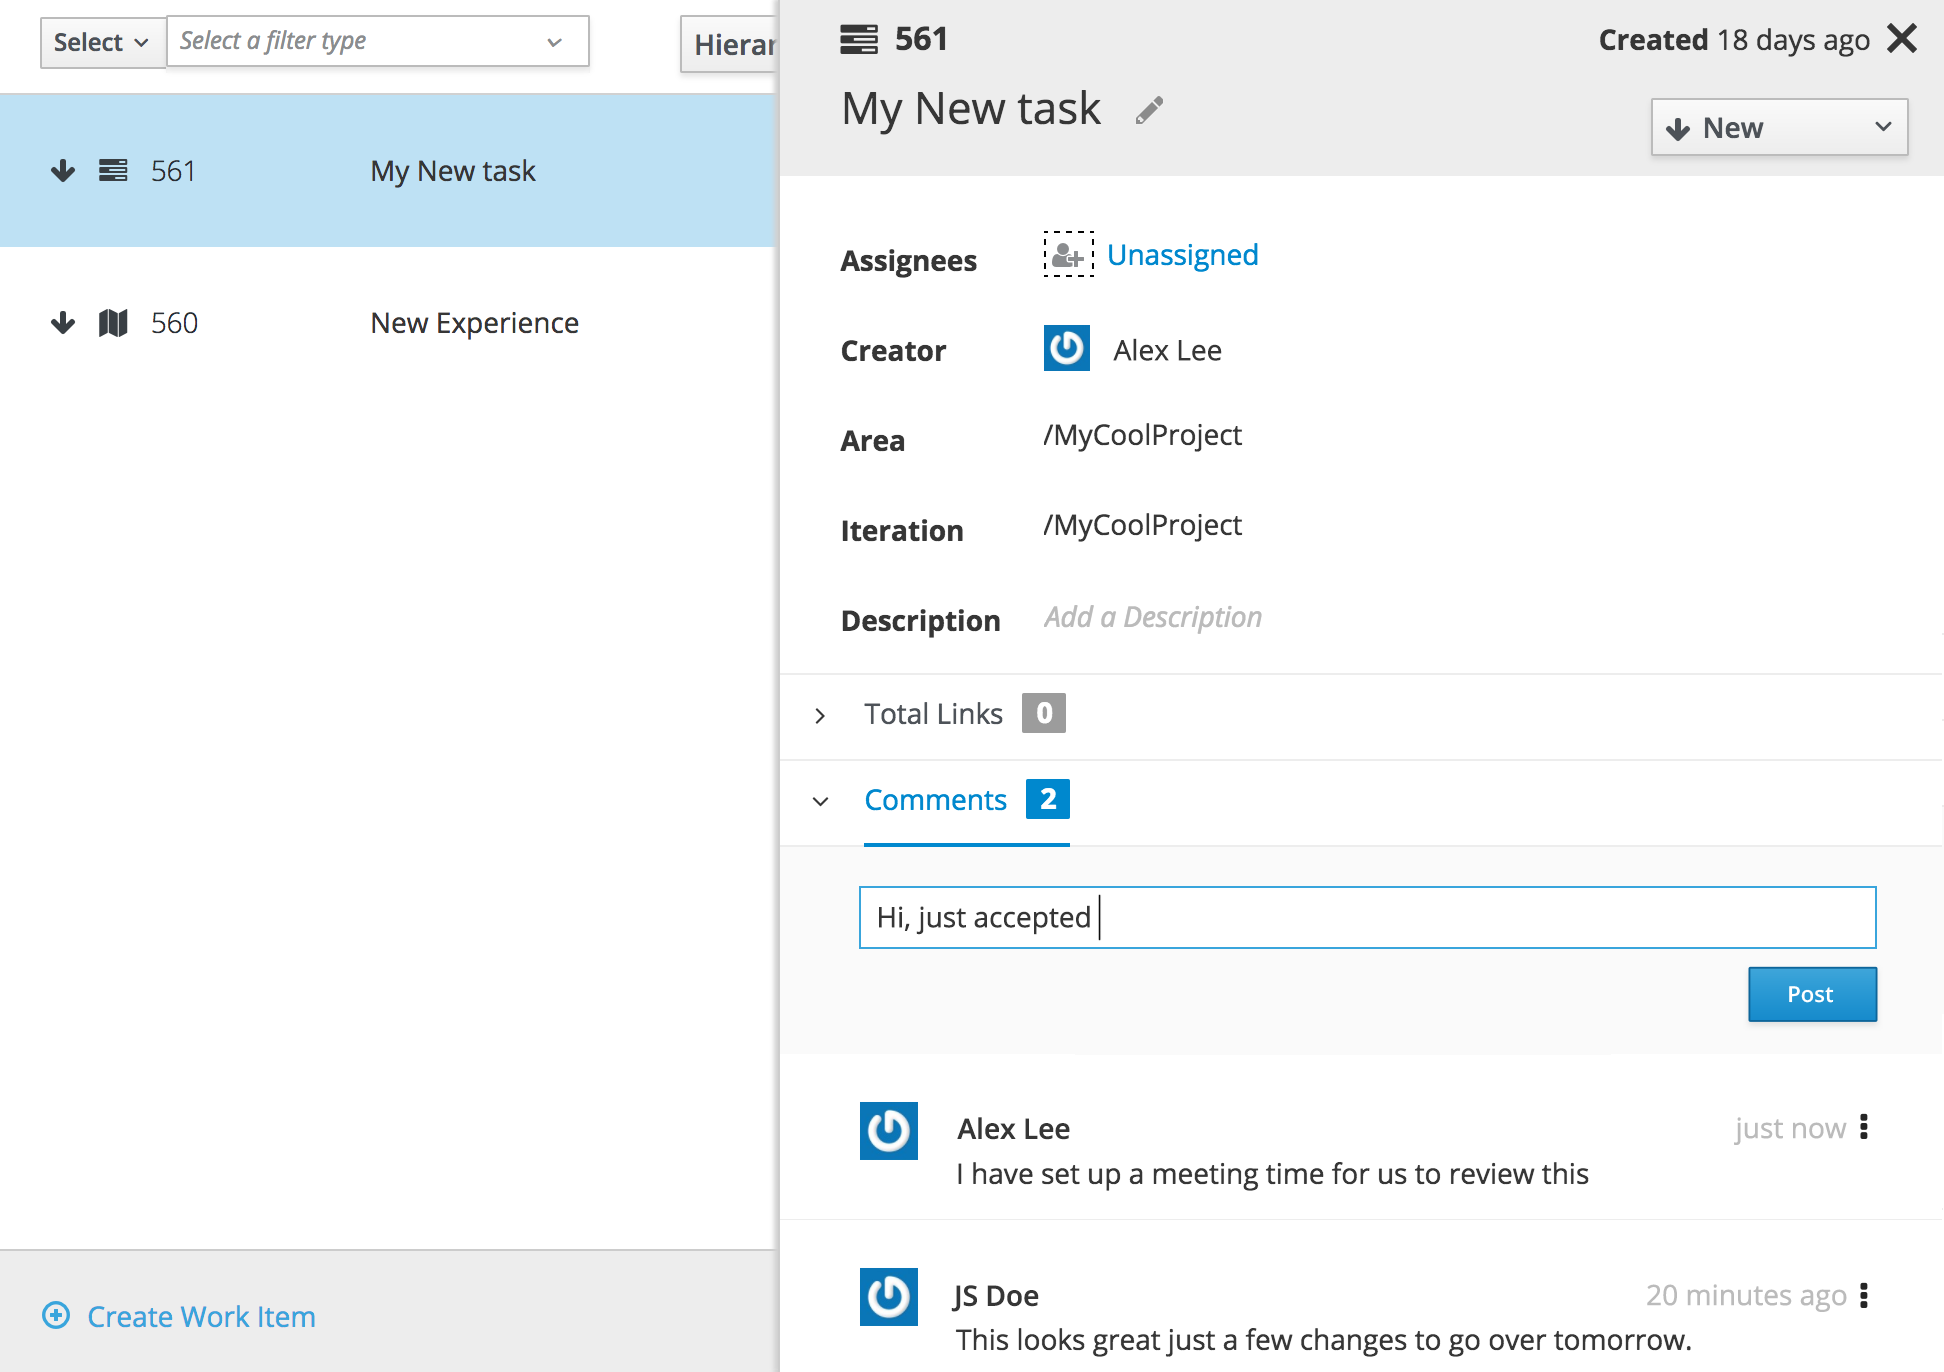 Select
Select a filter type
Hierar
561
My New task
560
New Experience
Create Work Item
561
Created 18 days ago
My New task
New
Assignees
Unassigned
Creator
Alex Lee
Area
/MyCoolProject
Iteration
/MyCoolProject
Description
Add a Description
Total Links 0
Comments 2
Hi, just accepted
Post
Alex Lee
just now
I have set up a meeting time for us to review this
JS Doe
20 minutes ago
This looks great just a few changes to go over tomorrow.